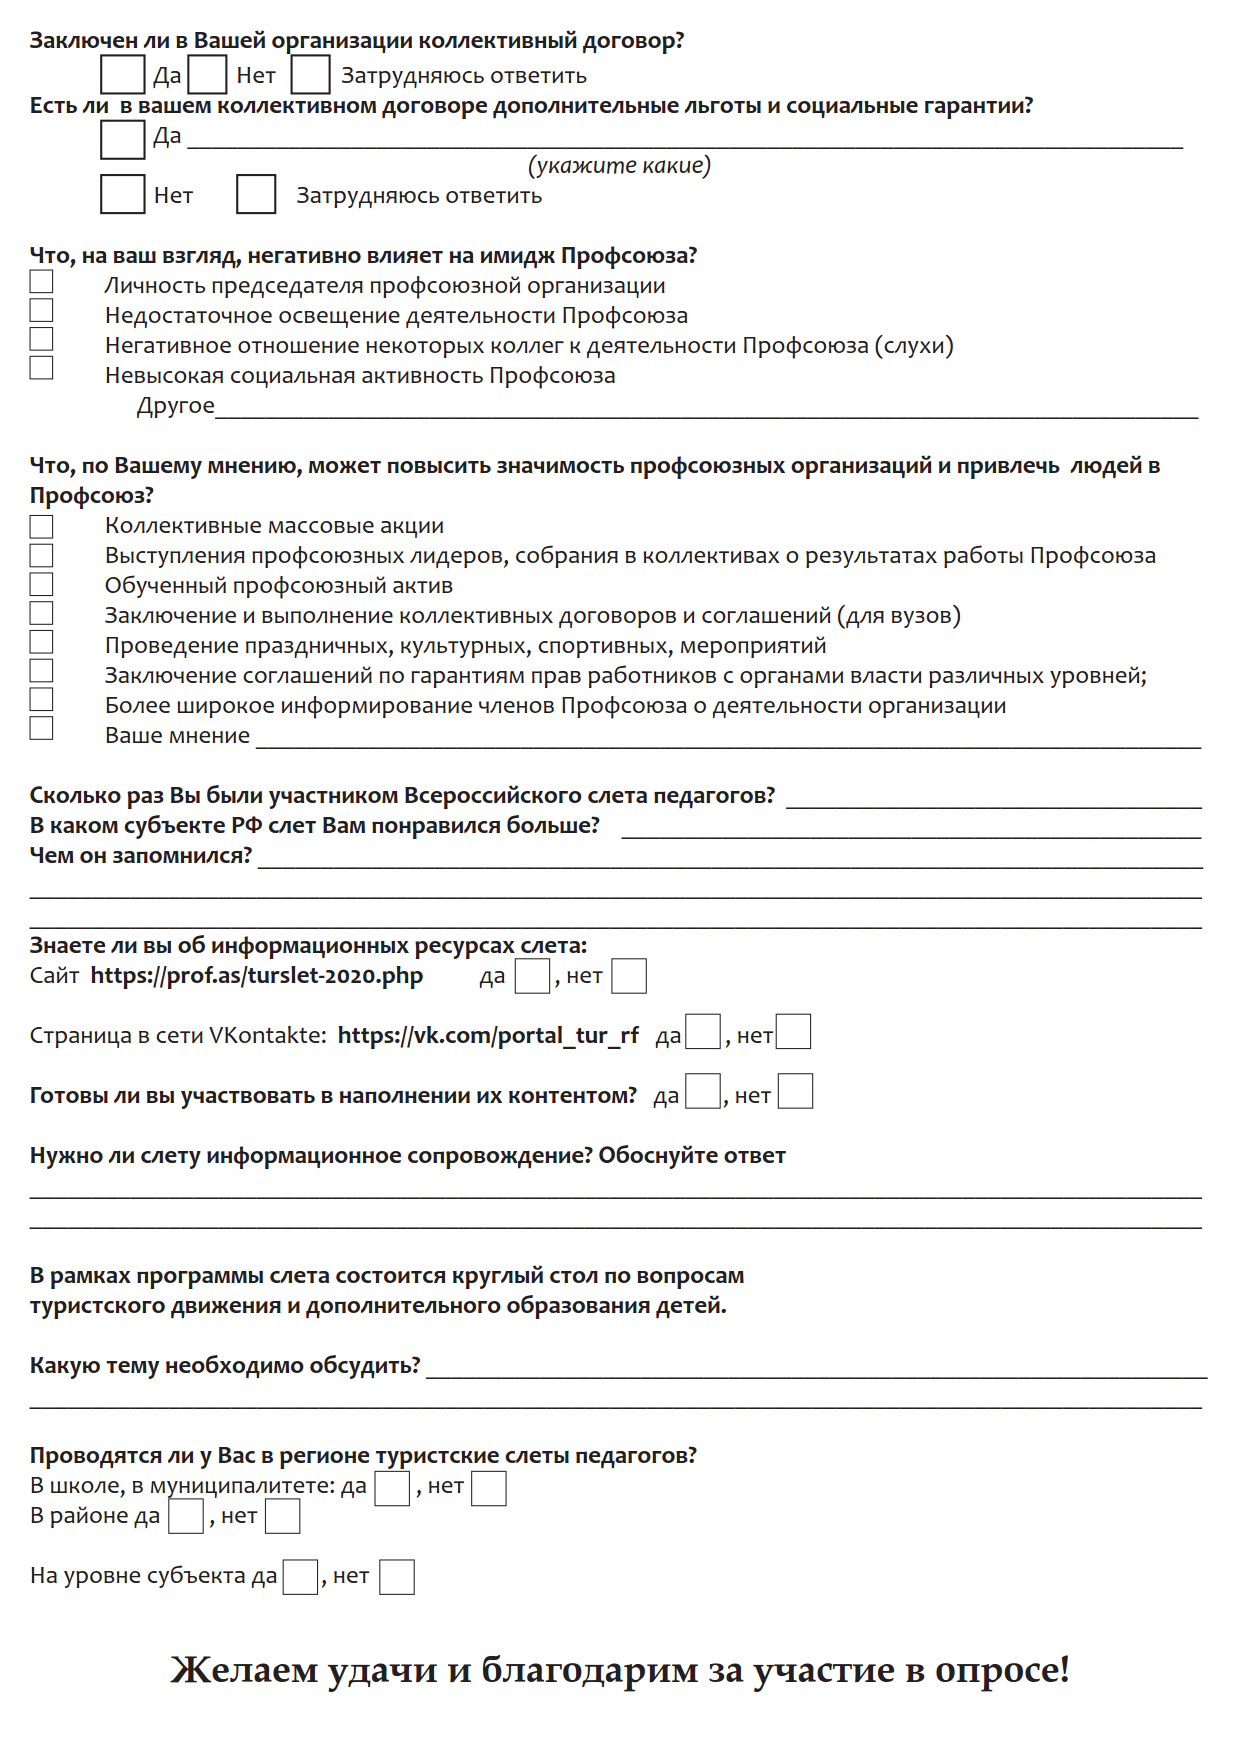 Заключен ли в Вашей организации коллективный договор?
Да Нет Затрудняюсь ответить
Есть ли в вашем коллективном договоре дополнительные льготы и социальные гарантии?
Да ____________________________________________________________
(укажите какие)
Нет Затрудняюсь ответить
Что, на ваш взгляд, негативно влияет на имидж Профсоюза?
Личность председателя профсоюзной организации
Недостаточное освещение деятельности Профсоюза
Негативное отношение некоторых коллег к деятельности Профсоюза (слухи)
Невысокая социальная активность Профсоюза
Другое____________________________________________________________
Что, по Вашему мнению, может повысить значимость профсоюзных организаций и привлечь людей в
Профсоюз?
Коллективные массовые акции
Выступления профсоюзных лидеров, собрания в коллективах о результатах работы Профсоюза
Обученный профсоюзный актив
Заключение и выполнение коллективных договоров и соглашений (для вузов)
Проведение праздничных, культурных, спортивных, мероприятий
Заключение соглашений по гарантиям прав работников с органами власти различных уровней;
Более широкое информирование членов Профсоюза о деятельности организации
Ваше мнение ____________________________________________________________
Сколько раз Вы были участником Всероссийского слета педагогов? ______________________________
В каком субъекте РФ слет Вам понравился больше? ________________________________________
Чем он запомнился? ____________________________________________________________
Знаете ли вы об информационных ресурсах слета:
Сайт https://prof.as/turslet-2020.php да , нет
Страница в сети VKontakte: https://vk.com/portal_tur_rf да , нет
Готовы ли вы участвовать в наполнении их контентом? да , нет
Нужно ли слету информационное сопровождение? Обоснуйте ответ
В рамках программы слета состоится круглый стол по вопросам
туристского движения и дополнительного образования детей.
Какую тему необходимо обсудить? __________________________________________________
Проводятся ли у Вас в регионе туристские слеты педагогов?
В школе, в муниципалитете: да , нет
В районе да , нет
На уровне субъекта да , нет
Желаем удачи и благодарим за участие в опросе!